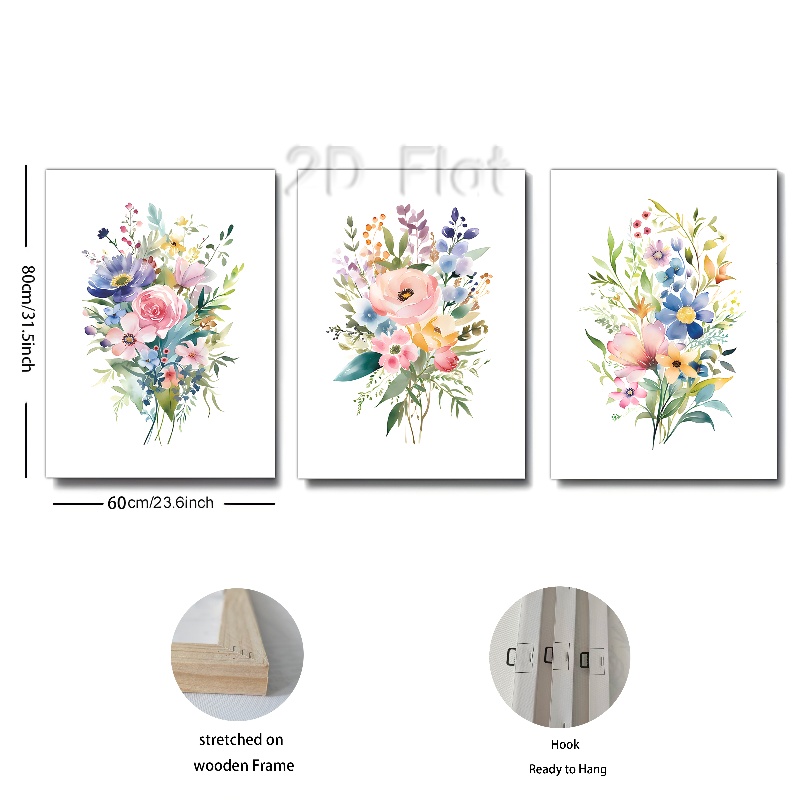 2D Flat
80cm/31.5inch
60cm/23.6inch
stretched on
wooden Frame
Hook
Ready to Hang